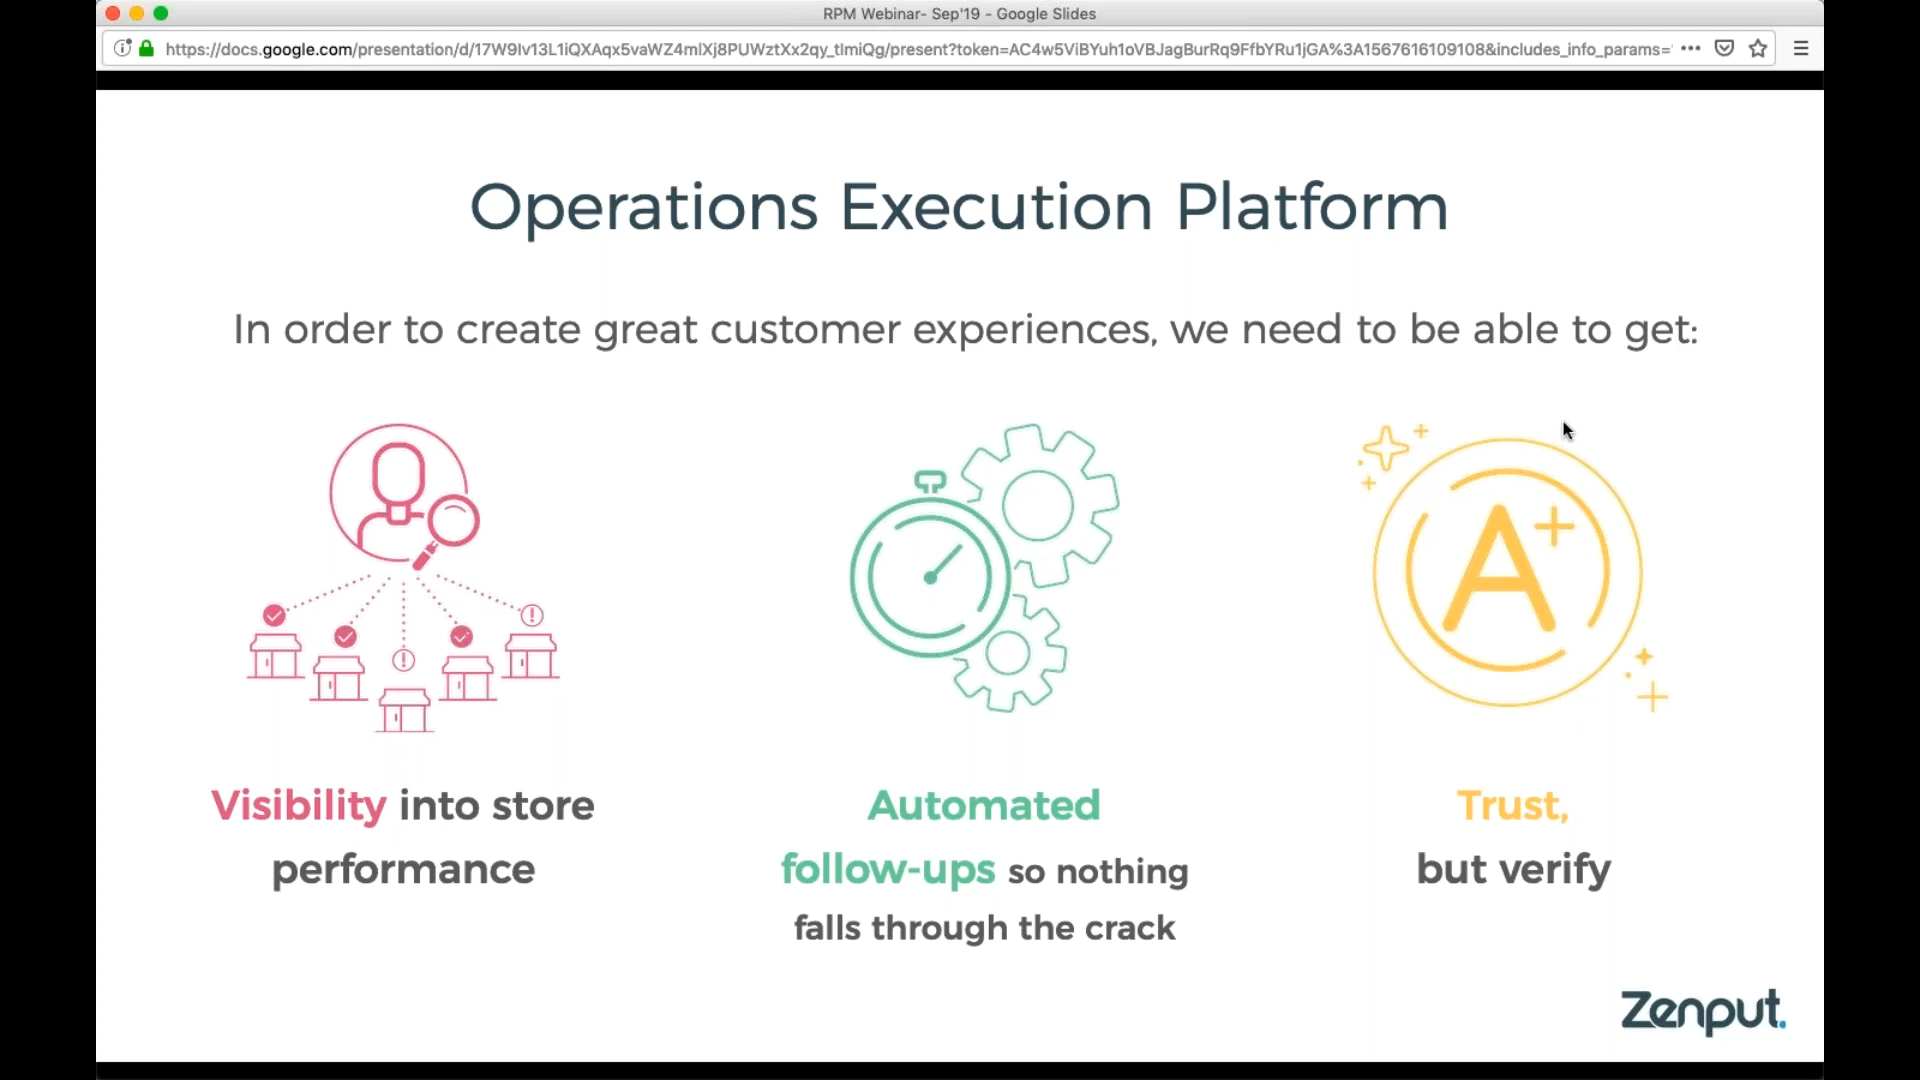 RPM Webinar- Sep'19 - Google Slides
https://docs.google.com/presentation/d/17W9Iv13L1iQXAqx5vaWZ4mlXj8PUWztXx2qy_tlmiQg/present?token=AC4w5ViBYuh1oVBJagBurRq9FfbYRu1jGA%3A1567616109108&includes_info_params=
Operations Execution Platform
In order to create great customer experiences, we need to be able to get:
A+
Visibility into store
performance
Automated
follow-ups so nothing
falls through the crack
Trust,
but verify
Zenput.